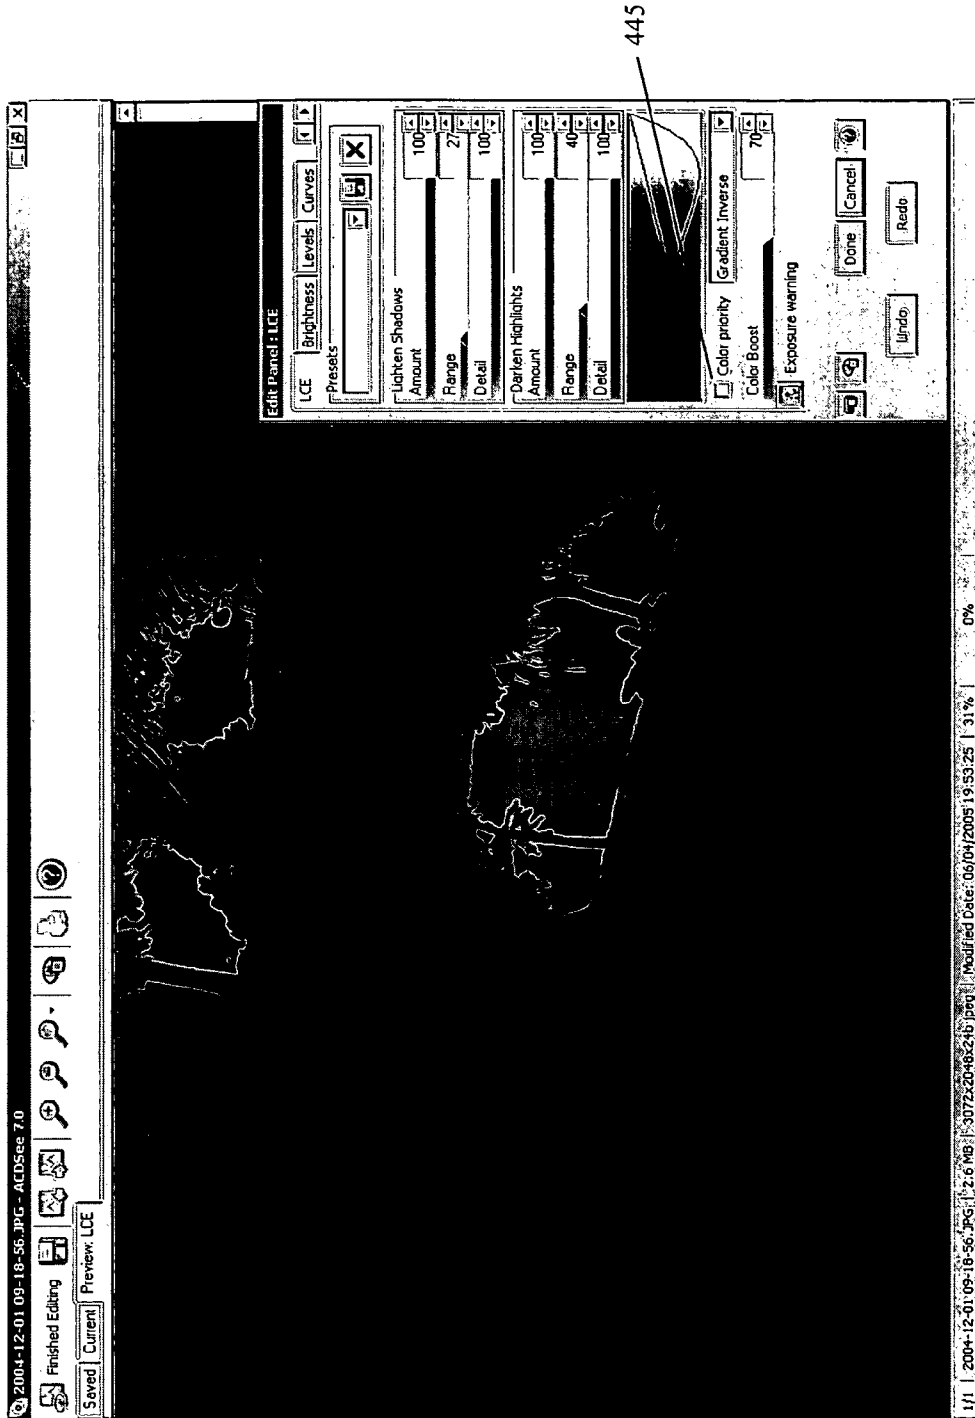 2004-12-01 09-18-56.JPG - ACDSee 7.0
Finished Editing
Saved Current Preview: LCE
Edit Panel : LCE
LCE Brightness Levels Curves
Presets
Lighten Shadows
Amount 100
Range 27
Detail 100
Darken Highlights
Amount 100
Range 40
Detail 100
Color priority Gradient Inverse
Color Boost 70
Exposure warning
Done Cancel
Undo Redo
445
1/1 2004-12-01 09-18-56.JPG 2.6 MB 3072x2048x24b jpeg Modified Date: 06/04/2005 19:53:25 31% 0%